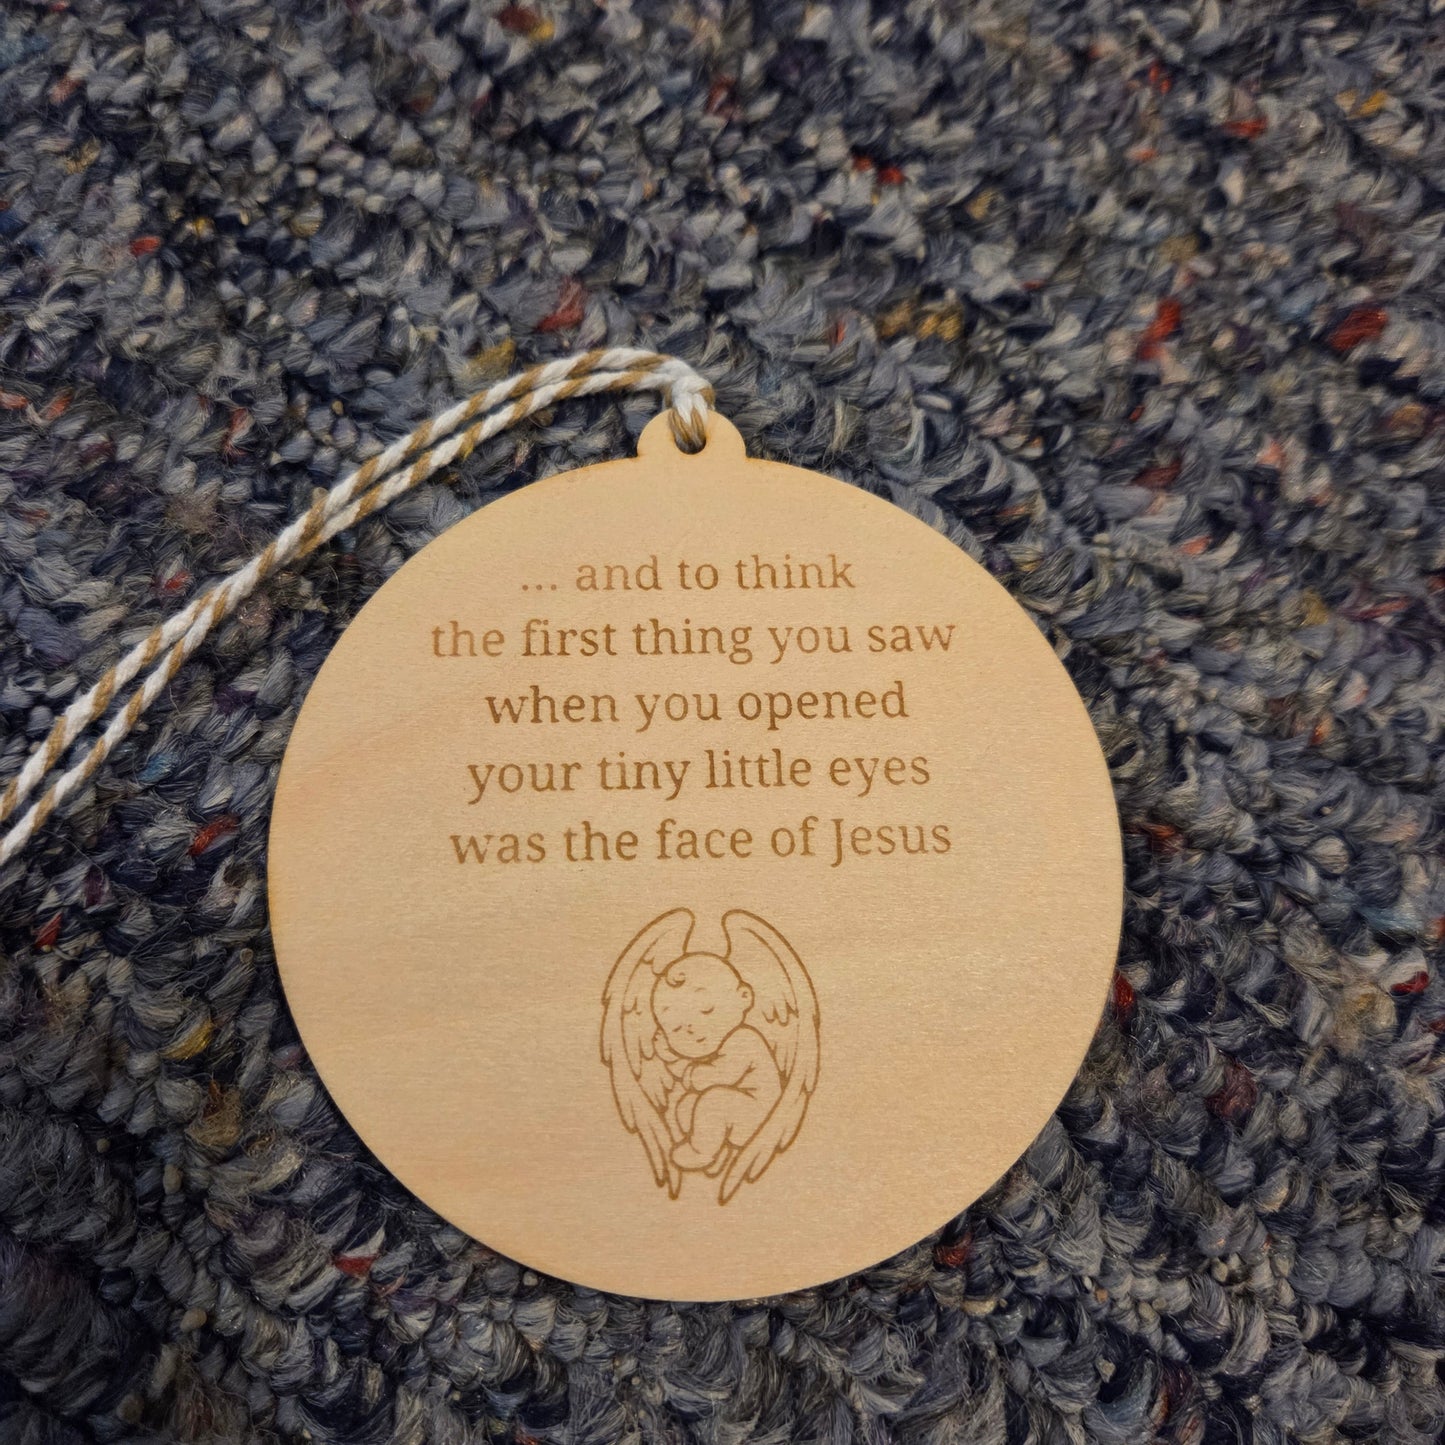 ... and to think
the first thing you saw
when you opened
your tiny little eyes
was the face of Jesus